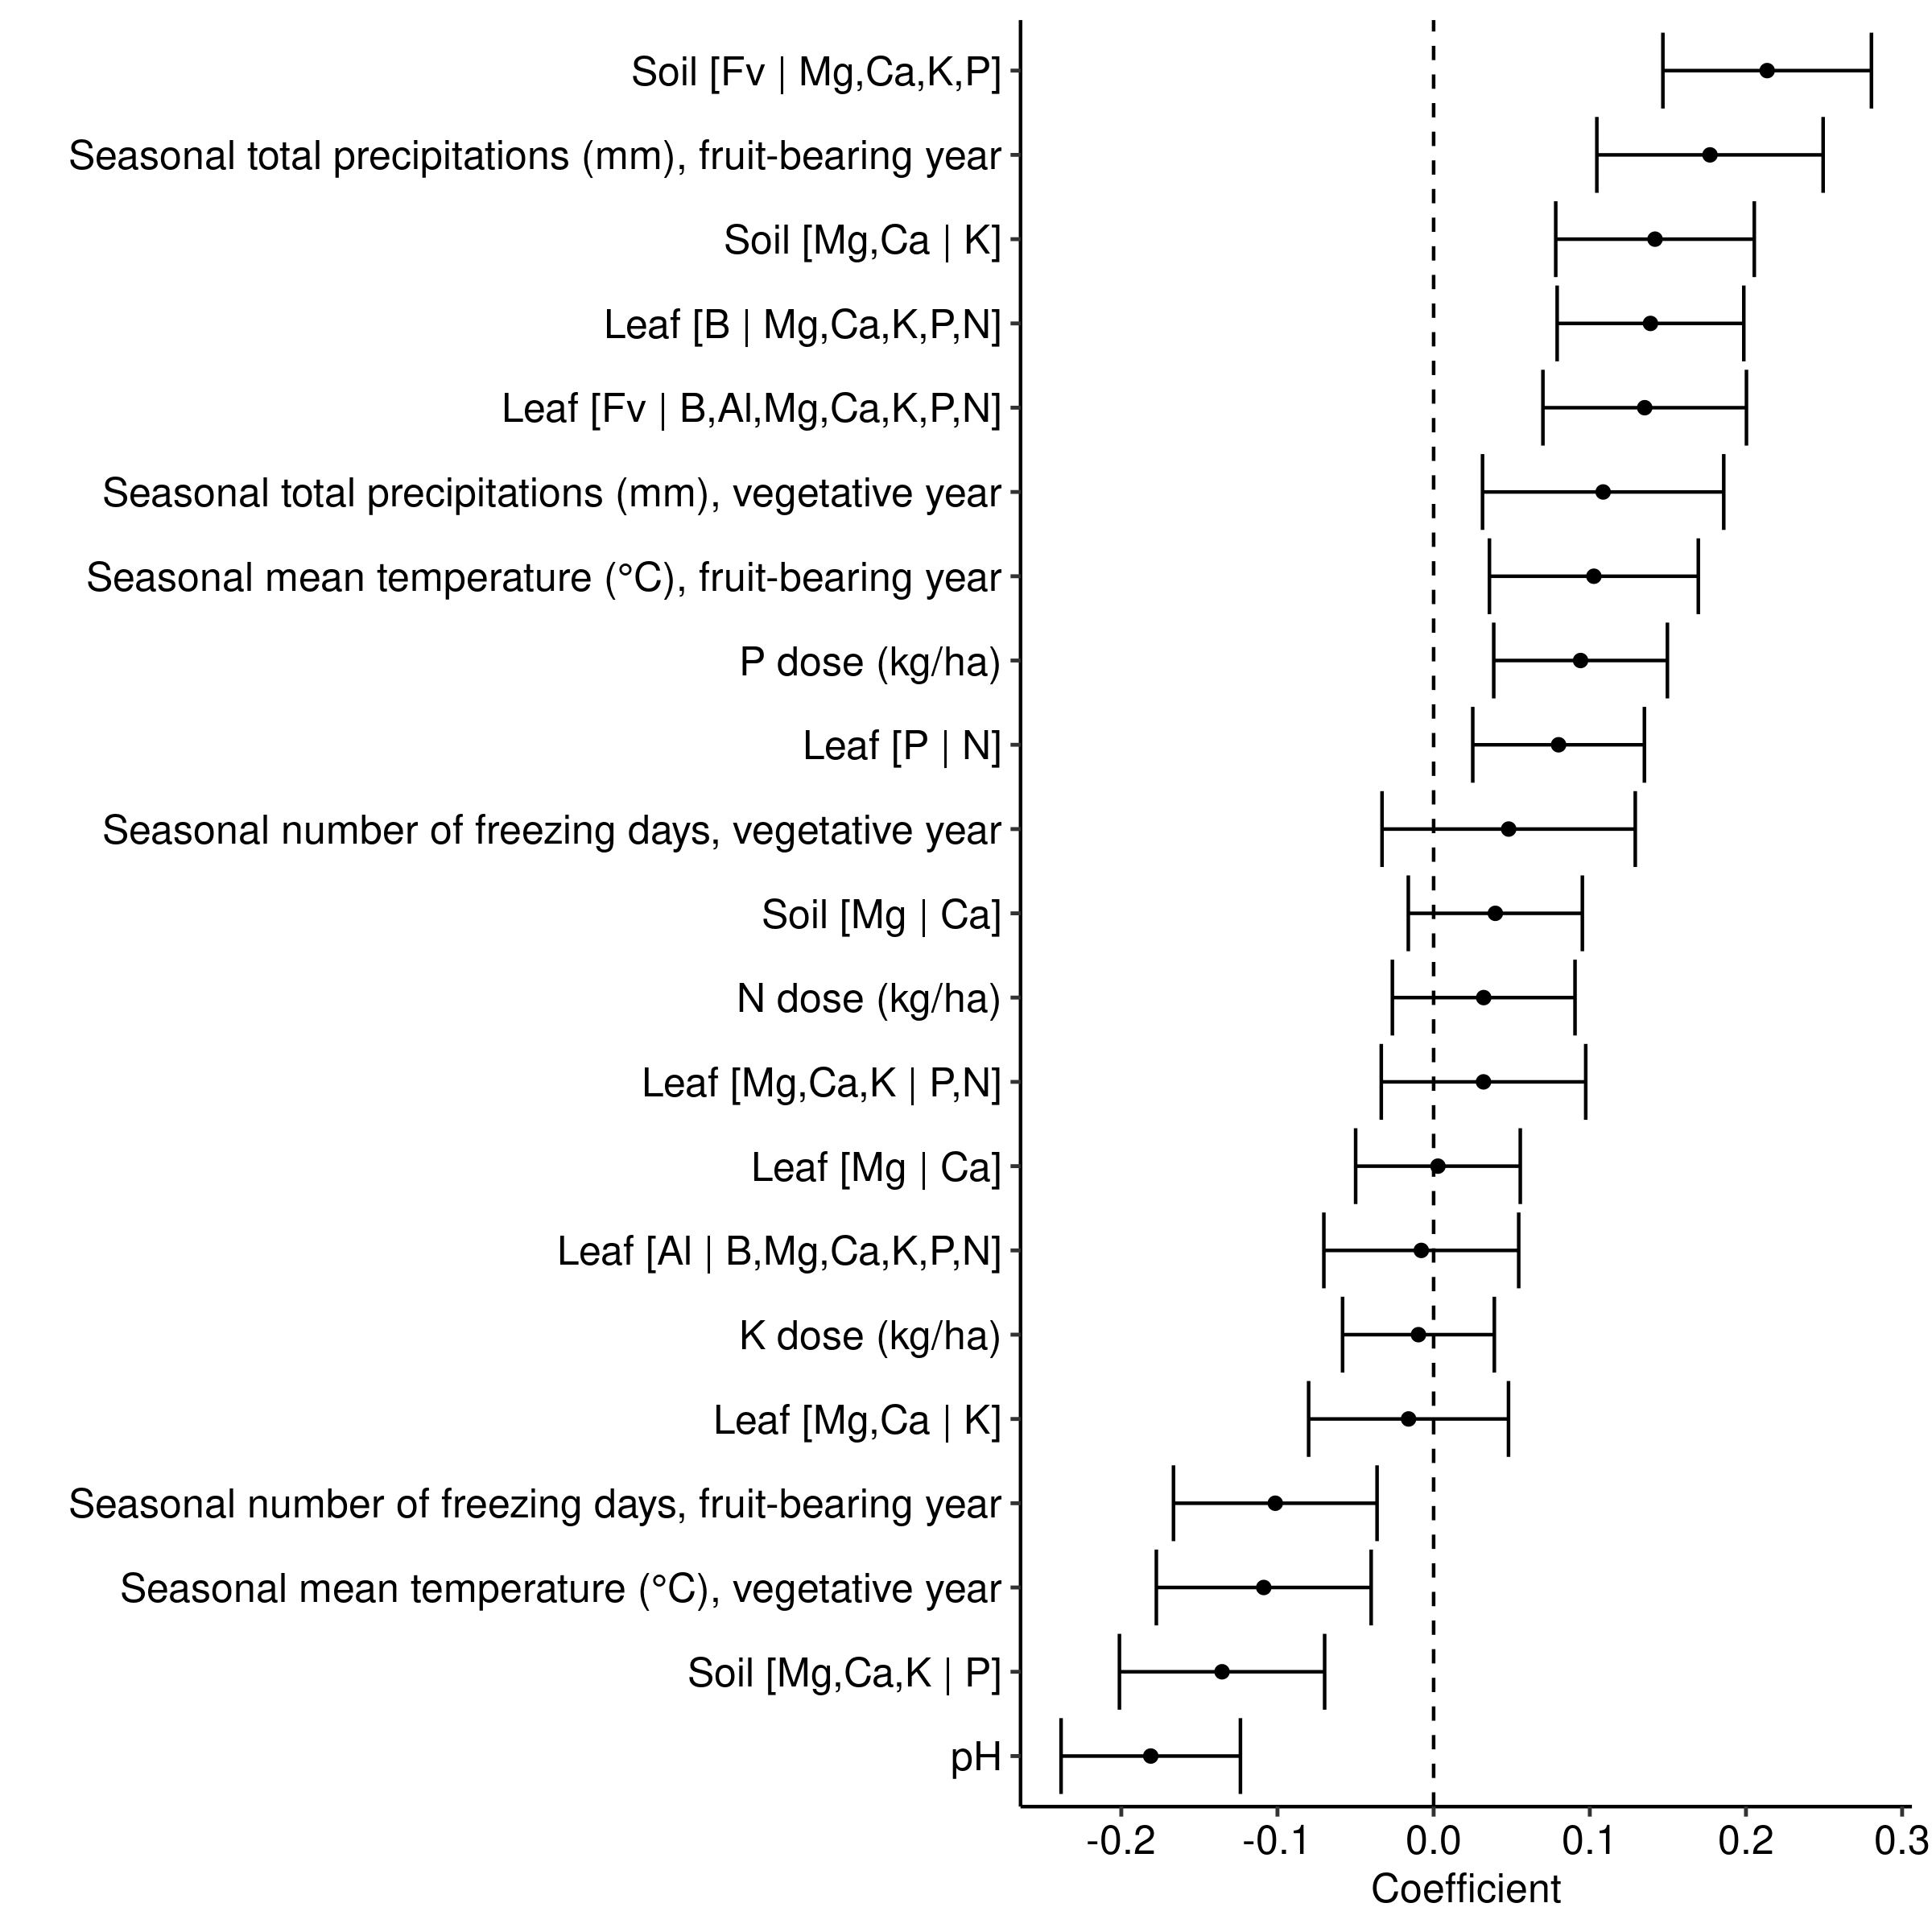 Soil [Fv | Mg,Ca,K,P]
Seasonal total precipitations (mm), fruit-bearing year
Soil [Mg,Ca | K]
Leaf [B | Mg,Ca,K,P,N]
Leaf [Fv | B,Al,Mg,Ca,K,P,N]
Seasonal total precipitations (mm), vegetative year
Seasonal mean temperature (°C), fruit-bearing year
P dose (kg/ha)
Leaf [P | N]
Seasonal number of freezing days, vegetative year
Soil [Mg | Ca]
N dose (kg/ha)
Leaf [Mg,Ca,K | P,N]
Leaf [Mg | Ca]
Leaf [Al | B,Mg,Ca,K,P,N]
K dose (kg/ha)
Leaf [Mg,Ca | K]
Seasonal number of freezing days, fruit-bearing year
Seasonal mean temperature (°C), vegetative year
Soil [Mg,Ca,K | P]
pH
-0.2 -0.1 0.0 0.1 0.2 0.3
Coefficient